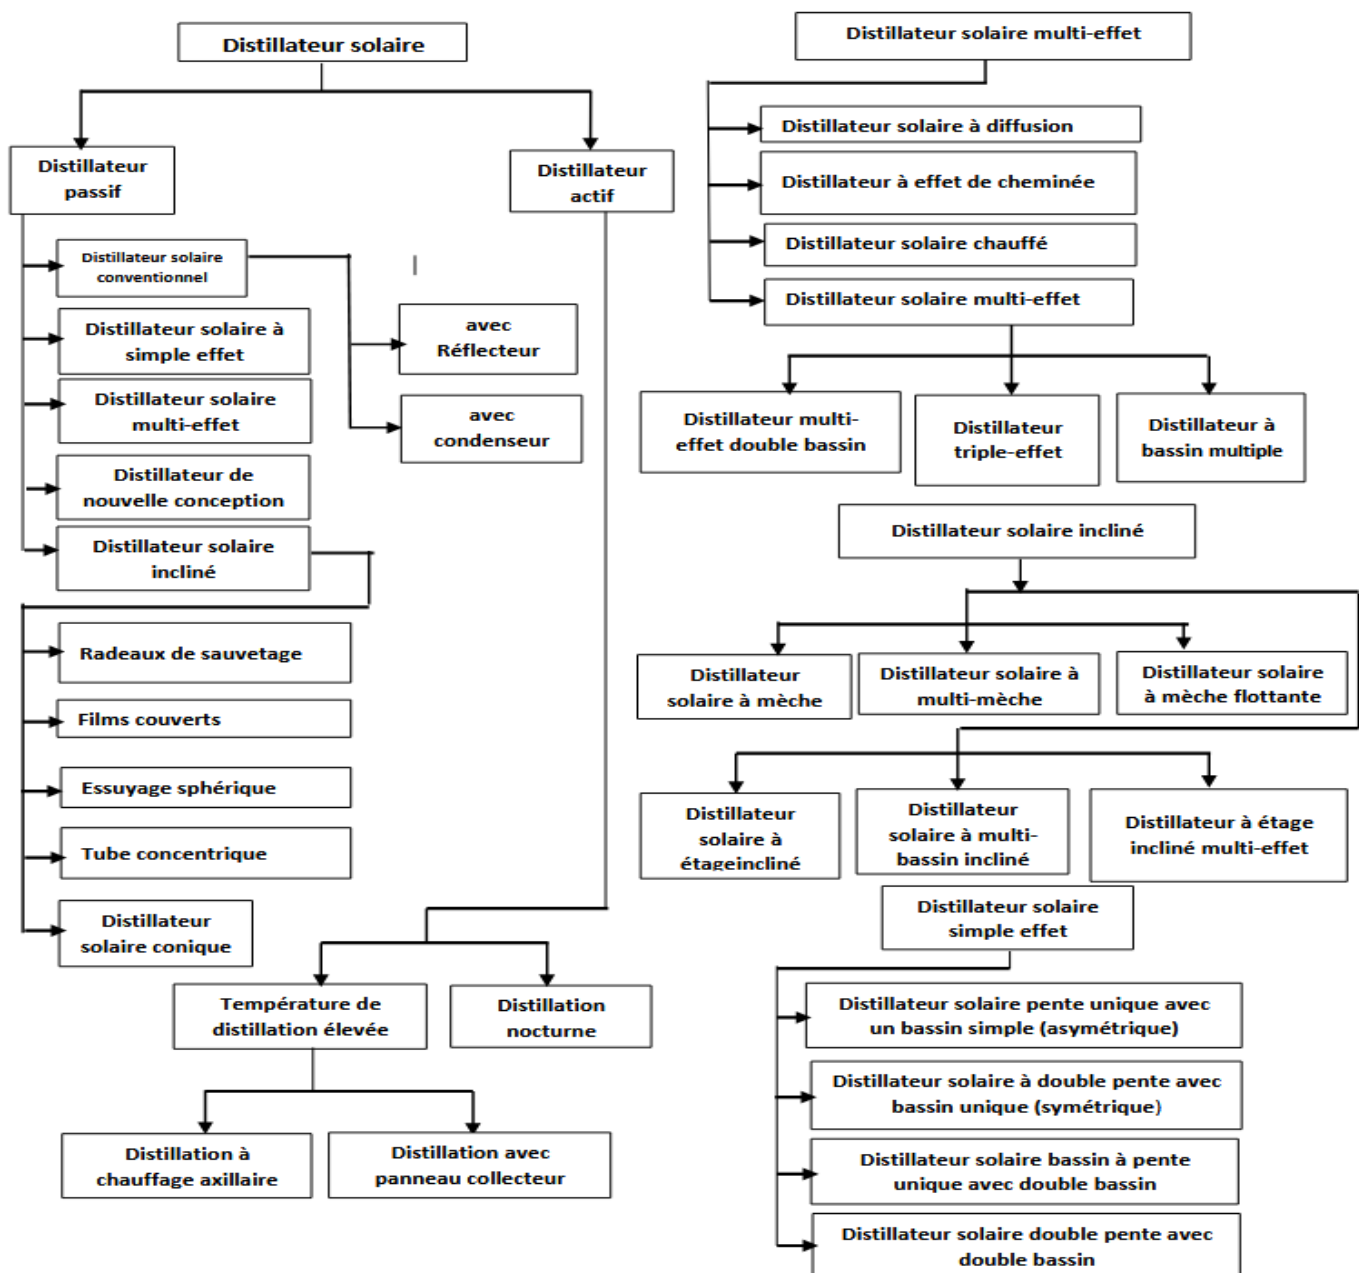 Distillateur solaire
Distillateur
passif
Distillateur
actif
Distillateur solaire
conventionnel
Distillateur solaire à
simple effet
Distillateur solaire
multi-effet
Distillateur de
nouvelle conception
Distillateur solaire
incliné
avec
Réflecteur
avec
condenseur
Radeaux de sauvetage
Films couverts
Essuyage sphérique
Tube concentrique
Distillateur
solaire conique
Température de
distillation élevée
Distillation
nocturne
Distillation à
chauffage axillaire
Distillation avec
panneau collecteur
Distillateur solaire multi-effet
Distillateur solaire à diffusion
Distillateur à effet de cheminée
Distillateur solaire chauffé
Distillateur solaire multi-effet
Distillateur multi-
effet double bassin
Distillateur
triple-effet
Distillateur à
bassin multiple
Distillateur solaire incliné
Distillateur
solaire à mèche
Distillateur solaire à
multi-mèche
Distillateur solaire
à mèche flottante
Distillateur
solaire à
étageincliné
Distillateur
solaire à multi-
bassin incliné
Distillateur à étage
incliné multi-effet
Distillateur solaire
simple effet
Distillateur solaire pente unique avec
un bassin simple (asymétrique)
Distillateur solaire à double pente avec
bassin unique (symétrique)
Distillateur solaire bassin à pente
unique avec double bassin
Distillateur solaire double pente avec
double bassin